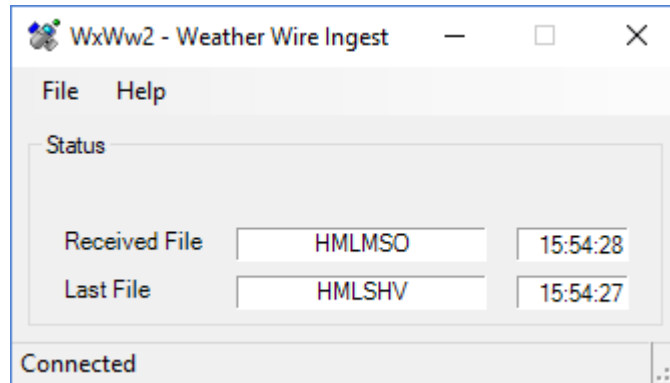 WxWw2 - Weather Wire Ingest
File Help
Status
Received File HMLMSO 15:54:28
Last File HMLSHV 15:54:27
Connected